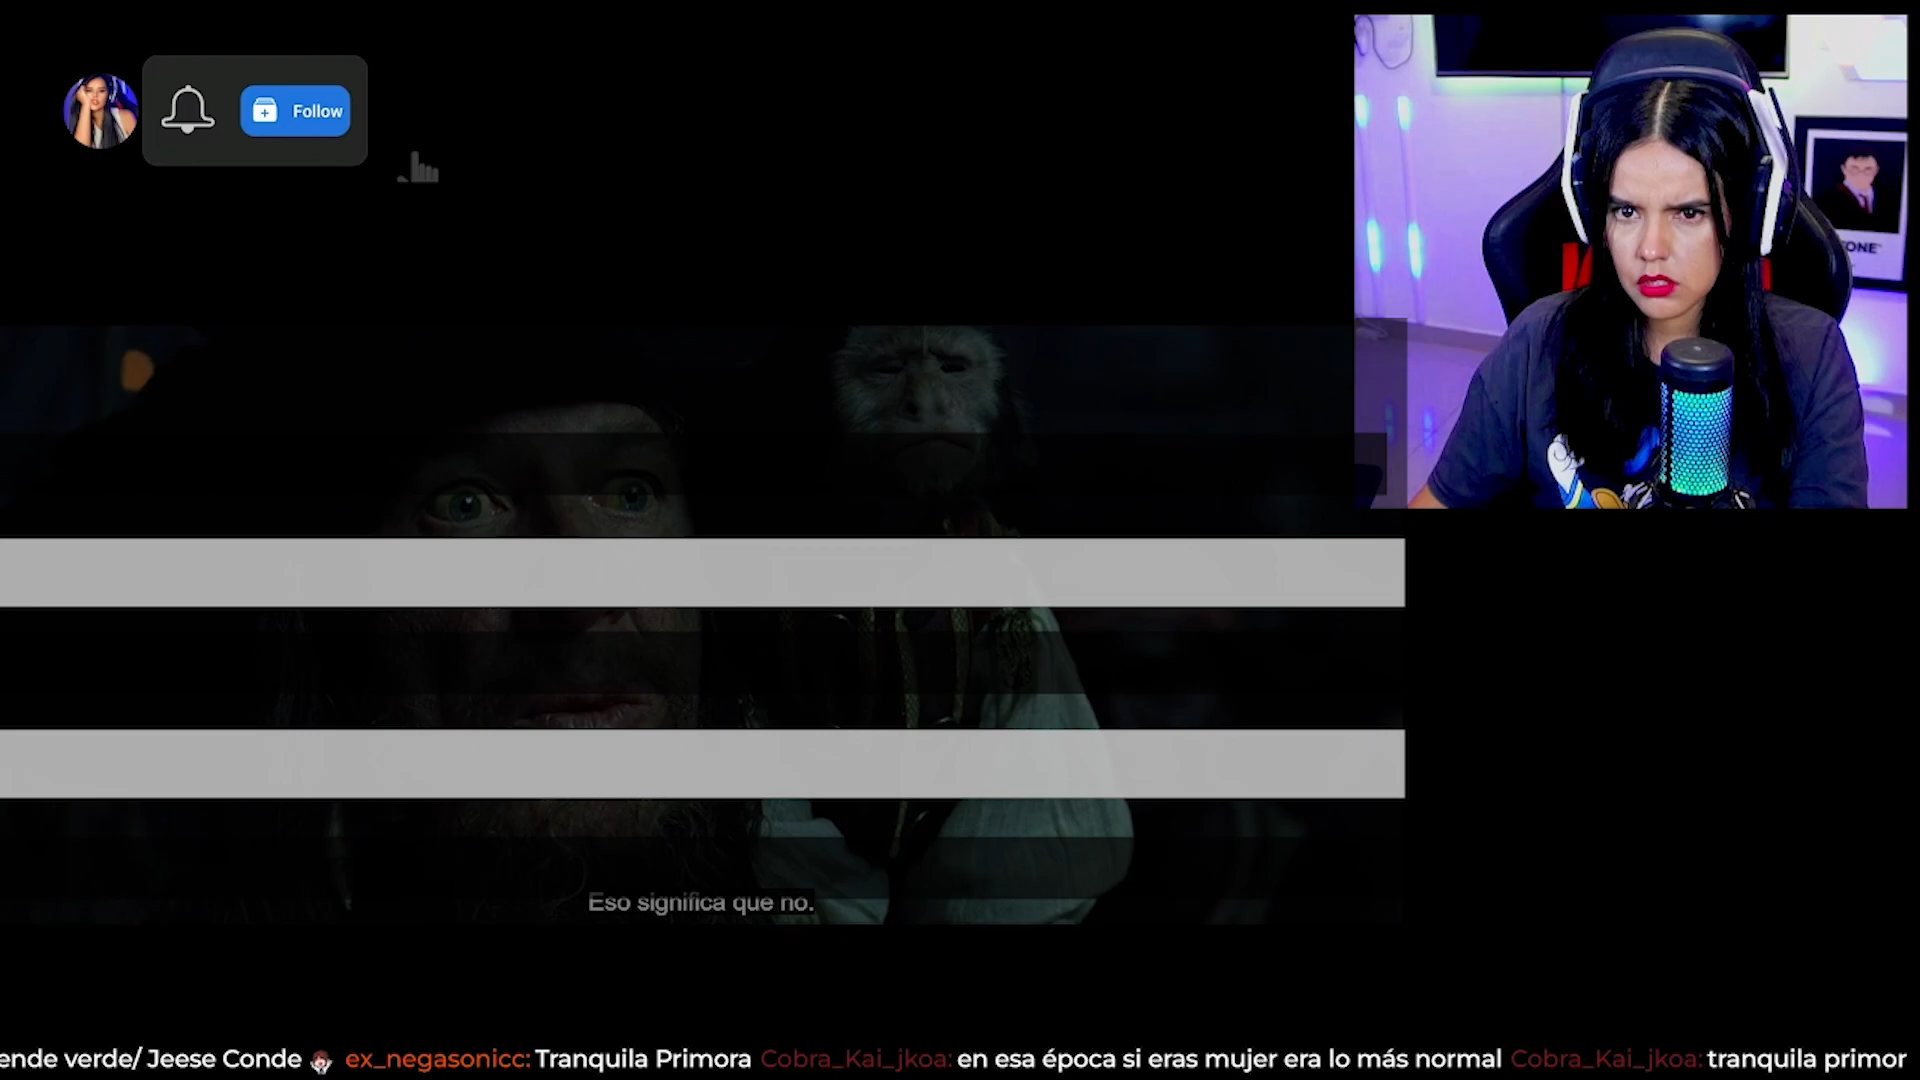 Follow
ONE"
Eso significa que no.
ende verde/ Jeese Conde ex_negasonicc: Tranquila Primora Cobra_Kai_jkoa: en esa época si eras mujer era lo más normal Cobra_Kai_jkoa: tranquila primor